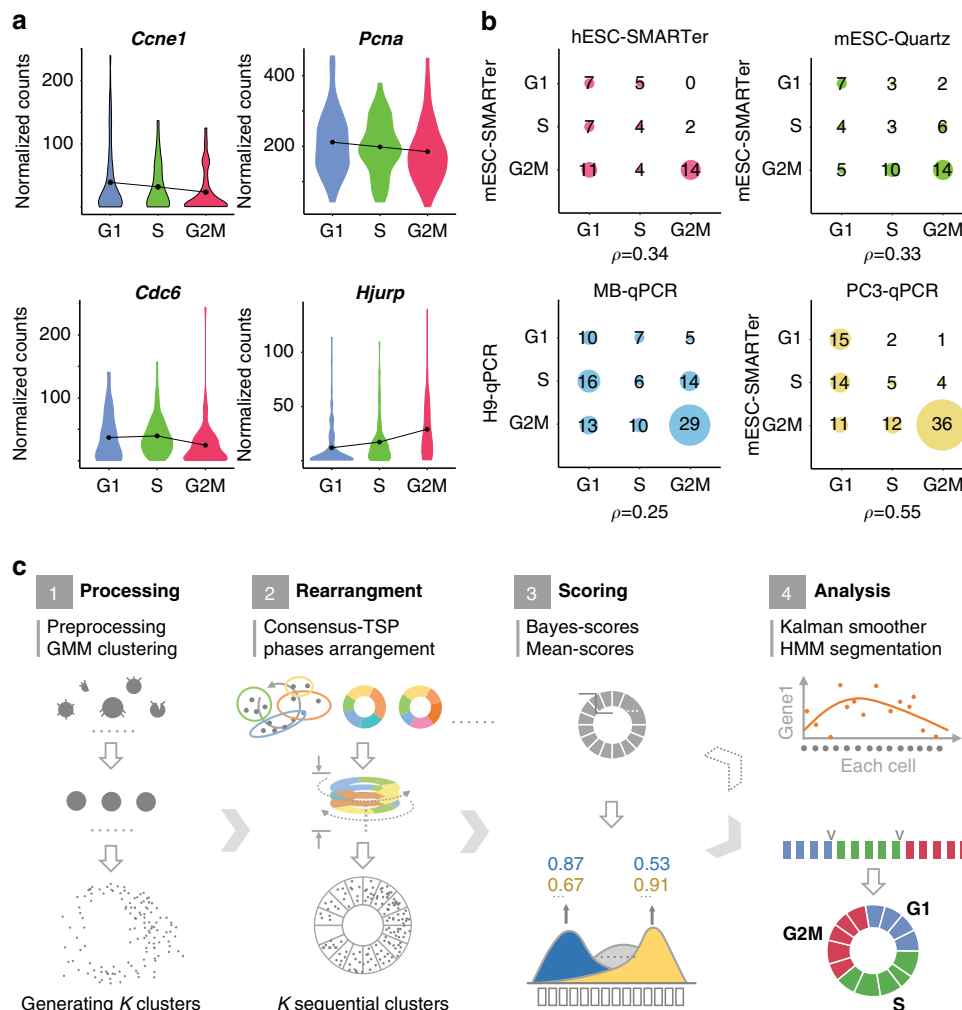 a
Ccne1
Normalized counts
200
100
G1 S G2M
Pcna
Normalized counts
400
200
G1 S G2M
Cdc6
Normalized counts
200
100
G1 S G2M
Hjurp
Normalized counts
100
50
G1 S G2M
b
hESC-SMARTer
mESC-SMARTer
G1 7 5 0
S 7 4 2
G2M 11 4 14
G1 S G2M
ρ=0.34
mESC-Quartz
mESC-SMARTer
G1 7 3 2
S 4 3 6
G2M 5 10 14
G1 S G2M
ρ=0.33
MB-qPCR
H9-qPCR
G1 10 7 5
S 16 6 14
G2M 13 10 29
G1 S G2M
ρ=0.25
PC3-qPCR
mESC-SMARTer
G1 15 2 1
S 14 5 4
G2M 11 12 36
G1 S G2M
ρ=0.55
c
1 Processing
Preprocessing
GMM clustering
Generating K clusters
2 Rearrangment
Consensus-TSP
phases arrangement
K sequential clusters
3 Scoring
Bayes-scores
Mean-scores
0.87 0.53
0.67 0.91
4 Analysis
Kalman smoother
HMM segmentation
Gene1
Each cell
G1
G2M
S